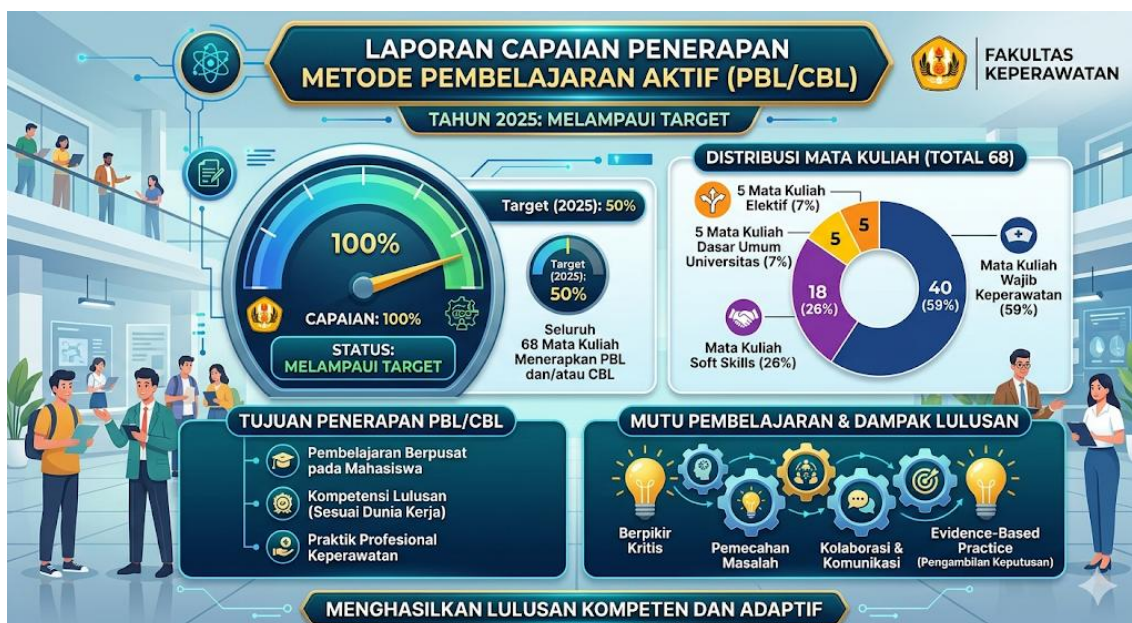 LAPORAN CAPAIAN PENERAPAN
METODE PEMBELAJARAN AKTIF (PBL/CBL)
FAKULTAS
KEPERAWATAN
TAHUN 2025: MELAMPAUI TARGET
100%
CAPAIAN: 100%
STATUS:
MELAMPAUI TARGET
Target (2025): 50%
Target
(2025):
50%
Seluruh
68 Mata Kuliah
Menerapkan PBL
dan/atau CBL
DISTRIBUSI MATA KULIAH (TOTAL 68)
5 Mata Kuliah
Elektif (7%)
5 Mata Kuliah
Dasar Umum
Universitas (7%)
5
5
18
(26%)
40
(59%)
Mata Kuliah
Wajib
Keperawatan
(59%)
Mata Kuliah
Soft Skills (26%)
TUJUAN PENERAPAN PBL/CBL
Pembelajaran Berpusat
pada Mahasiswa
Kompetensi Lulusan
(Sesuai Dunia Kerja)
Praktik Profesional
Keperawatan
MUTU PEMBELAJARAN & DAMPAK LULUSAN
Berpikir
Kritis
Pemecahan
Masalah
Kolaborasi &
Komunikasi
Evidence-Based
Practice
(Pengambilan Keputusan)
MENGHASILKAN LULUSAN KOMPETEN DAN ADAPTIF